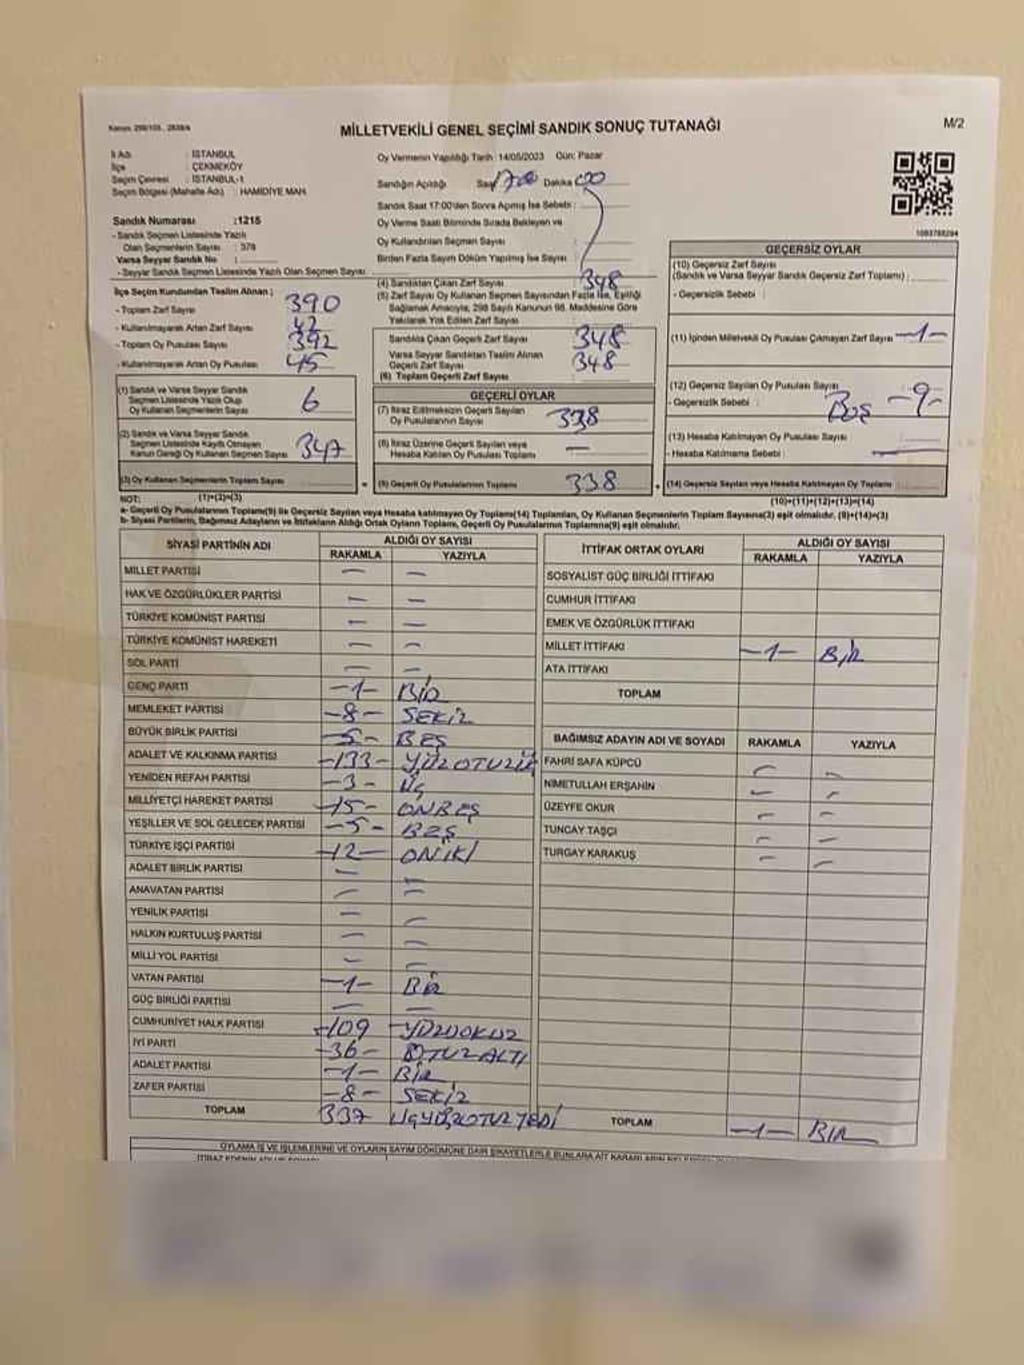 M/2
MİLLETVEKİLİ GENEL SEÇİMİ SANDIK SONUÇ TUTANAĞI
İl Adı : İSTANBUL
İlçe : ÇEKMEKÖY
Seçim Çevresi : İSTANBUL-1
Seçim Bölgesi (Mahalle Adı) : HAMİDİYE MAH
Sandık Numarası :1215
- Sandık Seçmen Listesinde Yazılı
Olan Seçmenlerin Sayısı : 378
Varsa Seyyar Sandık No :
- Seyyar Sandık Seçmen Listesinde Yazılı Olan Seçmen Sayısı
Oy Vermenin Yapıldığı Tarih :14/05/2023 Gün: Pazar
Sandığın Açıldığı Saat 17:00 Dakika 00
Sandık Saat 17:00'den Sonra Açılmış İse Sebebi :
Oy Verme Saati Bitiminde Sırada Bekleyen ve
Oy Kullandırılan Seçmen Sayısı :
Birden Fazla Sayım Döküm Yapılmış İse Sayısı :
1083788294
İlçe Seçim Kurulundan Teslim Alınan ;
- Toplam Zarf Sayısı 390
- Kullanılmayarak Artan Zarf Sayısı 42
- Toplam Oy Pusulası Sayısı 392
- Kullanılmayarak Artan Oy Pusulası 45
(1) Sandık ve Varsa Seyyar Sandık
Seçmen Listesinde Yazılı Olup
Oy Kullanan Seçmenlerin Sayısı 6
(2) Sandık ve Varsa Seyyar Sandık
Seçmen Listesinde Kayıtlı Olmayan
Kanun Gereği Oy Kullanan Seçmen Sayısı 347
(3) Oy Kullanan Seçmenlerin Toplam Sayısı
(1)+(2)=(3)
(4) Sandıktan Çıkan Zarf Sayısı 348
(5) Zarf Sayısı Oy Kullanan Seçmen Sayısından Fazla İse, Eşitliği
Sağlamak Amacıyla; 298 Sayılı Kanunun 98. Maddesine Göre
Yakılarak Yok Edilen Zarf Sayısı :
Sandıkta Çıkan Geçerli Zarf Sayısı 348
Varsa Seyyar Sandıktan Teslim Alınan
Geçerli Zarf Sayısı 348
(6) Toplam Geçerli Zarf Sayısı :
GEÇERLİ OYLAR
(7) İtiraz Edilmeksizin Geçerli Sayılan
Oy Pusulalarının Sayısı 338
(8) İtiraz Üzerine Geçerli Sayılan veya
Hesaba Katılan Oy Pusulası Toplamı —
(9) Geçerli Oy Pusulalarının Toplamı 338
GEÇERSİZ OYLAR
(10) Geçersiz Zarf Sayısı
(Sandık ve Varsa Seyyar Sandık Geçersiz Zarf Toplamı) :
- Geçersizlik Sebebi :
(11) İçinden Milletvekili Oy Pusulası Çıkmayan Zarf Sayısı -1-
(12) Geçersiz Sayılan Oy Pusulası Sayısı -9-
- Geçersizlik Sebebi : Boş
(13) Hesaba Katılmayan Oy Pusulası Sayısı :
- Hesaba Katılmama Sebebi : —
(14) Geçersiz Sayılan veya Hesaba Katılmayan Oy Toplamı :
(10)+(11)+(12)+(13)=(14)
NOT:
a- Geçerli Oy Pusulalarının Toplamı(9) ile Geçersiz Sayılan veya Hesaba katılmayan Oy Toplamı(14) Toplamları, Oy Kullanan Seçmenlerin Toplam Sayısına(3) eşit olmalıdır. (9)+(14)=(3)
b- Siyasi Partilerin, Bağımsız Adayların ve İttifakların Aldığı Ortak Oyların Toplamı, Geçerli Oy Pusulalarının Toplamına(9) eşit olmalıdır.
SİYASİ PARTİNİN ADI ALDIĞI OY SAYISI
RAKAMLA YAZIYLA
MİLLET PARTİSİ — —
HAK VE ÖZGÜRLÜKLER PARTİSİ — —
TÜRKİYE KOMÜNİST PARTİSİ — —
TÜRKİYE KOMÜNİST HAREKETİ — —
SOL PARTİ — —
GENÇ PARTİ -1- BİR
MEMLEKET PARTİSİ -8- SEKİZ
BÜYÜK BİRLİK PARTİSİ -5- BEŞ
ADALET VE KALKINMA PARTİSİ -133- YÜZOTUZÜÇ
YENİDEN REFAH PARTİSİ -3- ÜÇ
MİLLİYETÇİ HAREKET PARTİSİ -15- ONBEŞ
YEŞİLLER VE SOL GELECEK PARTİSİ -5- BEŞ
TÜRKİYE İŞÇİ PARTİSİ -12- ONİKİ
ADALET BİRLİK PARTİSİ — —
ANAVATAN PARTİSİ — —
YENİLİK PARTİSİ — —
HALKIN KURTULUŞ PARTİSİ — —
MİLLİ YOL PARTİSİ — —
VATAN PARTİSİ -1- BİR
GÜÇ BİRLİĞİ PARTİSİ — —
CUMHURİYET HALK PARTİSİ -109 YÜZDOKUZ
İYİ PARTİ -36- OTUZALTI
ADALET PARTİSİ -1- BİR
ZAFER PARTİSİ -8- SEKİZ
TOPLAM 337 ÜÇYÜZOTUZYEDİ
İTTİFAK ORTAK OYLARI ALDIĞI OY SAYISI
RAKAMLA YAZIYLA
SOSYALİST GÜÇ BİRLİĞİ İTTİFAKI
CUMHUR İTTİFAKI
EMEK VE ÖZGÜRLÜK İTTİFAKI
MİLLET İTTİFAKI -1- BİR
ATA İTTİFAKI
TOPLAM
BAĞIMSIZ ADAYIN ADI VE SOYADI RAKAMLA YAZIYLA
FAHRİ SAFA KÜPCÜ — —
NİMETULLAH ERŞAHİN — —
ÜZEYFE OKUR — —
TUNCAY TAŞÇI — —
TURGAY KARAKUŞ — —
TOPLAM -1- BİR
OYLAMA İŞ VE İŞLEMLERİNE VE OYLARIN SAYIM DÖKÜMÜNE DAİR ŞİKAYETLERLE BUNLARA AİT KARARLARIN